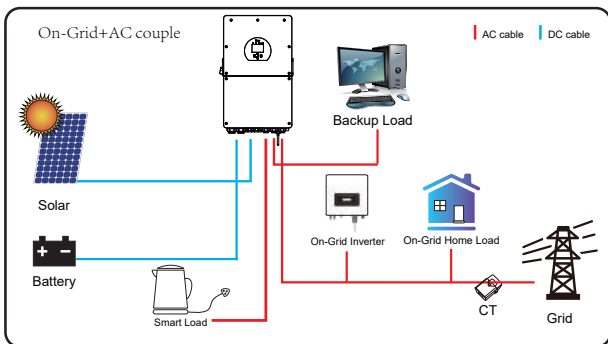 On-Grid+AC couple
AC cable
DC cable
Backup Load
Solar
On-Grid Inverter
On-Grid Home Load
Battery
Smart Load
CT
Grid